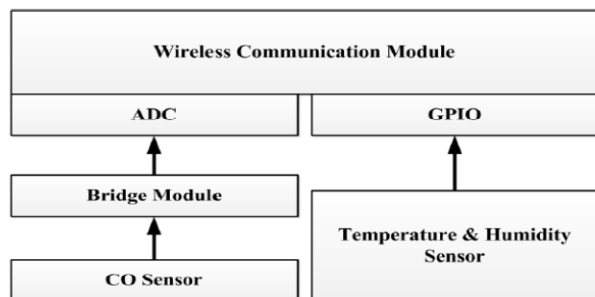 Wireless Communication Module
ADC
GPIO
Bridge Module
Temperature & Humidity
Sensor
CO Sensor